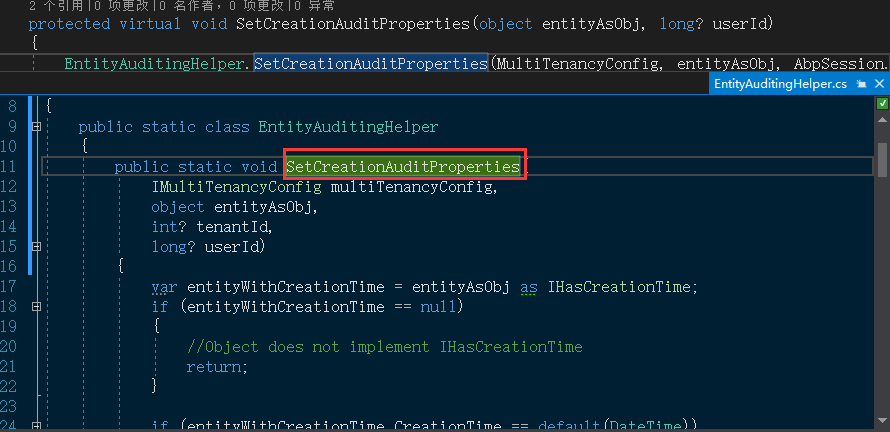 2 个引用|0 项更改|0 名作者，0 项更改|0 异常
protected virtual void SetCreationAuditProperties(object entityAsObj, long? userId)
{
EntityAuditingHelper.SetCreationAuditProperties(MultiTenancyConfig, entityAsObj, AbpSession.
EntityAuditingHelper.cs
8 {
9 public static class EntityAuditingHelper
10 {
11 public static void SetCreationAuditProperties
12 IMultiTenancyConfig multiTenancyConfig,
13 object entityAsObj,
14 int? tenantId,
15 long? userId)
16 {
17 var entityWithCreationTime = entityAsObj as IHasCreationTime;
18 if (entityWithCreationTime == null)
19 {
20 //Object does not implement IHasCreationTime
21 return;
22 }
23
24 if (entityWithCreationTime.CreationTime == default(DateTime))